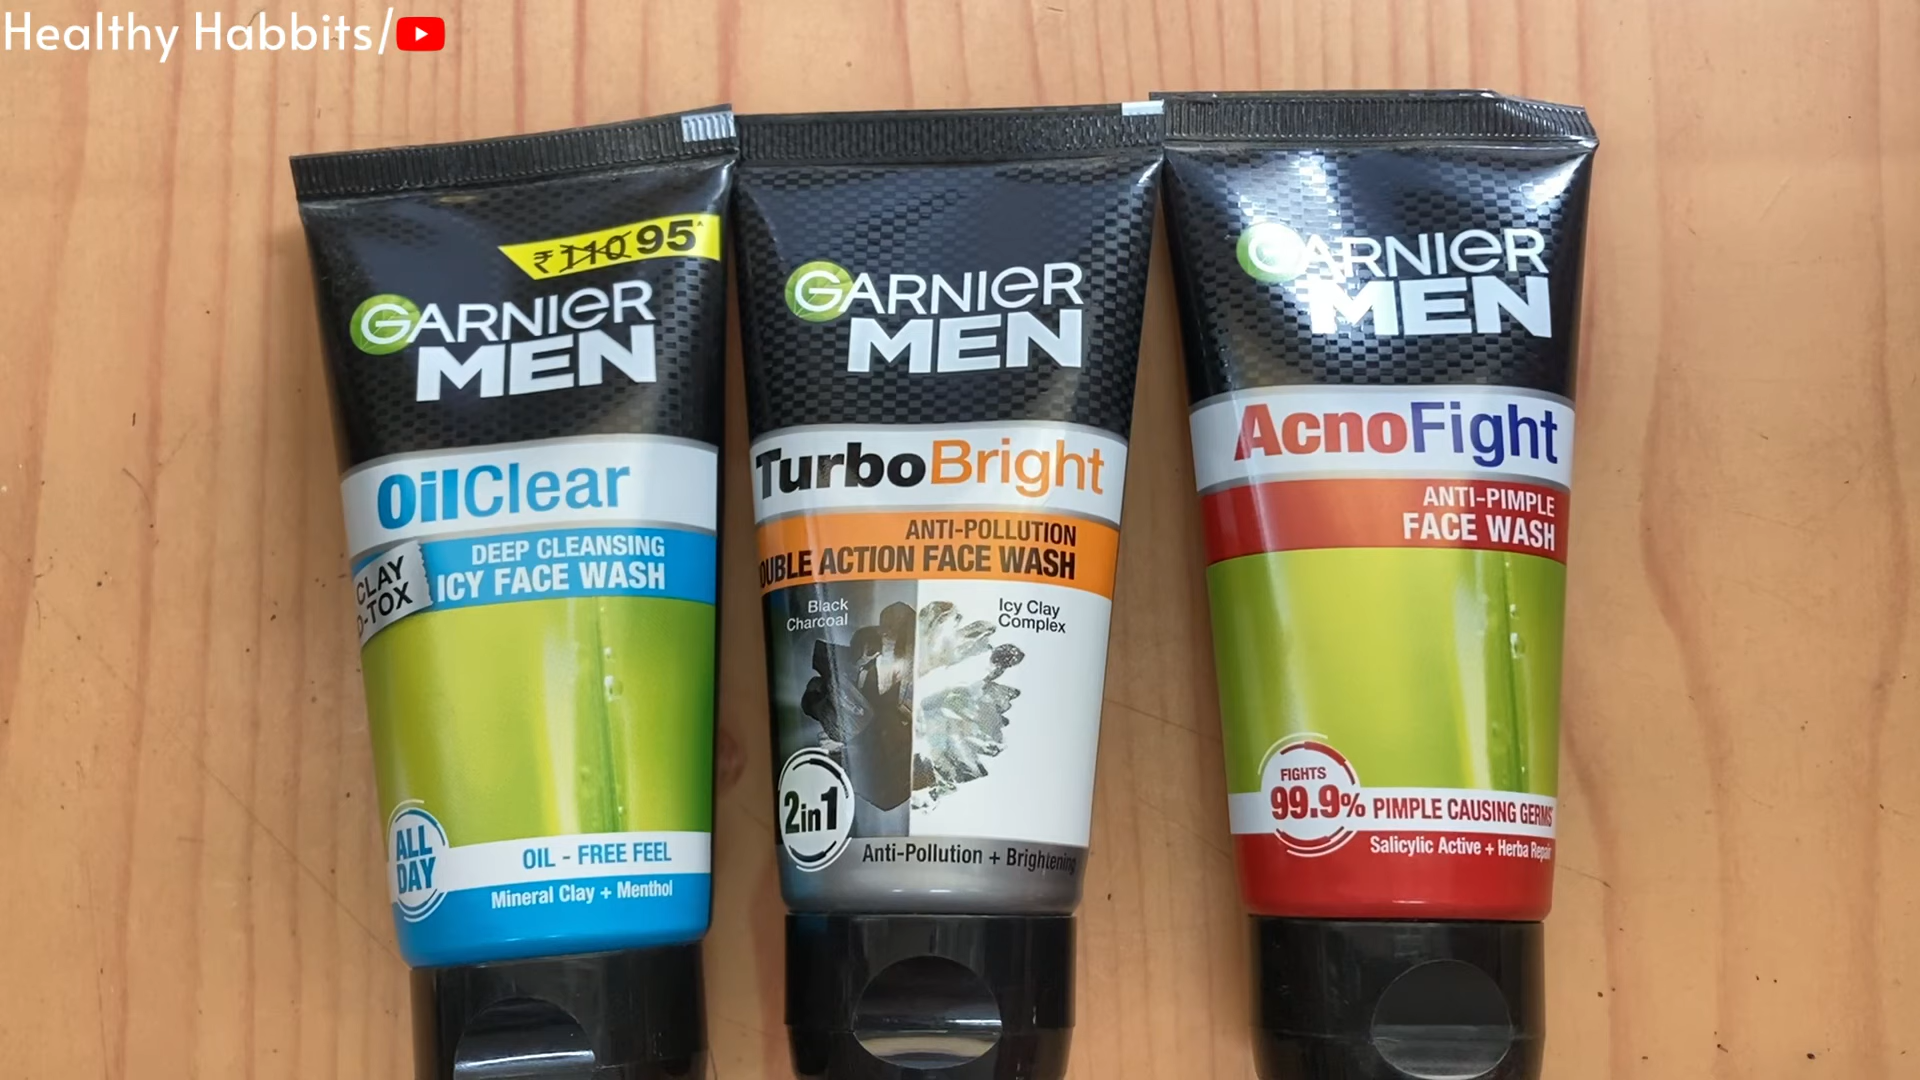 Healthy Habbits/
₹ 110 95^
GARNIER
MEN
OilClear
DEEP CLEANSING
ICY FACE WASH
CLAY
D-TOX
ALL
DAY
OIL - FREE FEEL
Mineral Clay + Menthol
GARNIER
MEN
TurboBright
ANTI-POLLUTION
OUBLE ACTION FACE WASH
Black
Charcoal
Icy Clay
Complex
2in1
Anti-Pollution + Brightening
GARNIER
MEN
AcnoFight
ANTI-PIMPLE
FACE WASH
FIGHTS
99.9% PIMPLE CAUSING GERMS
Salicylic Active + Herba Repair